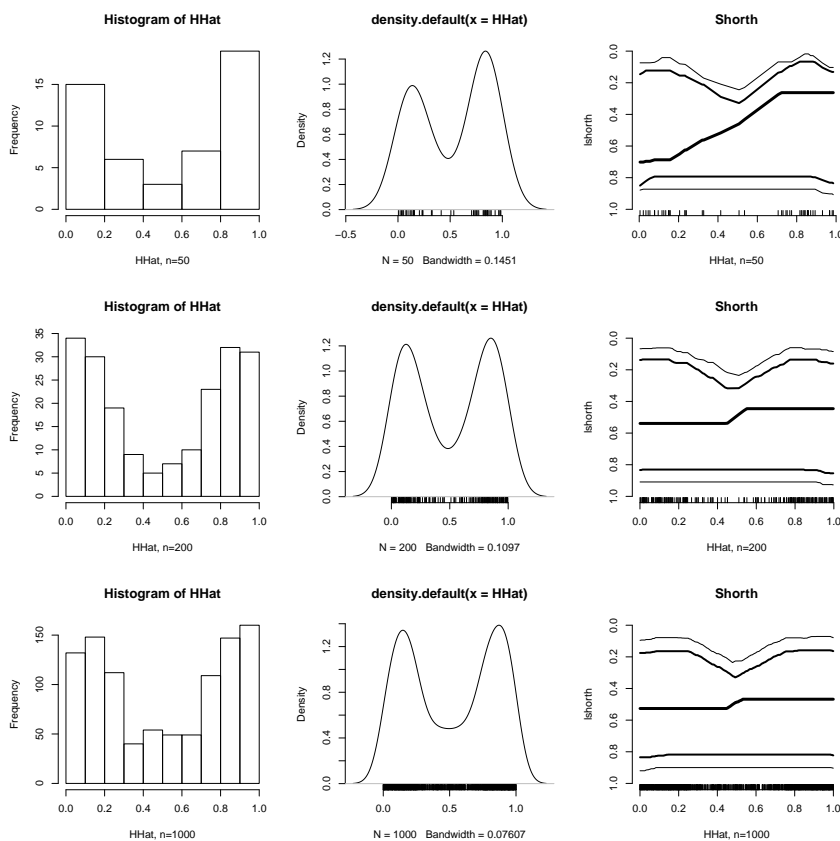 Histogram of HHat
Frequency
0 5 10 15
0.0 0.2 0.4 0.6 0.8 1.0
HHat, n=50
density.default(x = HHat)
Density
0.0 0.2 0.4 0.6 0.8 1.0 1.2
−0.5 0.0 0.5 1.0
N = 50 Bandwidth = 0.1451
Shorth
lshorth
0.0 0.2 0.4 0.6 0.8 1.0
0.0 0.2 0.4 0.6 0.8 1.0
HHat, n=50
Histogram of HHat
Frequency
0 5 10 15 20 25 30 35
0.0 0.2 0.4 0.6 0.8 1.0
HHat, n=200
density.default(x = HHat)
Density
0.0 0.2 0.4 0.6 0.8 1.0 1.2
0.0 0.5 1.0
N = 200 Bandwidth = 0.1097
Shorth
lshorth
0.0 0.2 0.4 0.6 0.8 1.0
0.0 0.2 0.4 0.6 0.8 1.0
HHat, n=200
Histogram of HHat
Frequency
0 50 100 150
0.0 0.2 0.4 0.6 0.8 1.0
HHat, n=1000
density.default(x = HHat)
Density
0.0 0.2 0.4 0.6 0.8 1.2
0.0 0.5 1.0
N = 1000 Bandwidth = 0.07607
Shorth
lshorth
0.0 0.2 0.4 0.6 0.8 1.0
0.0 0.2 0.4 0.6 0.8 1.0
HHat, n=1000